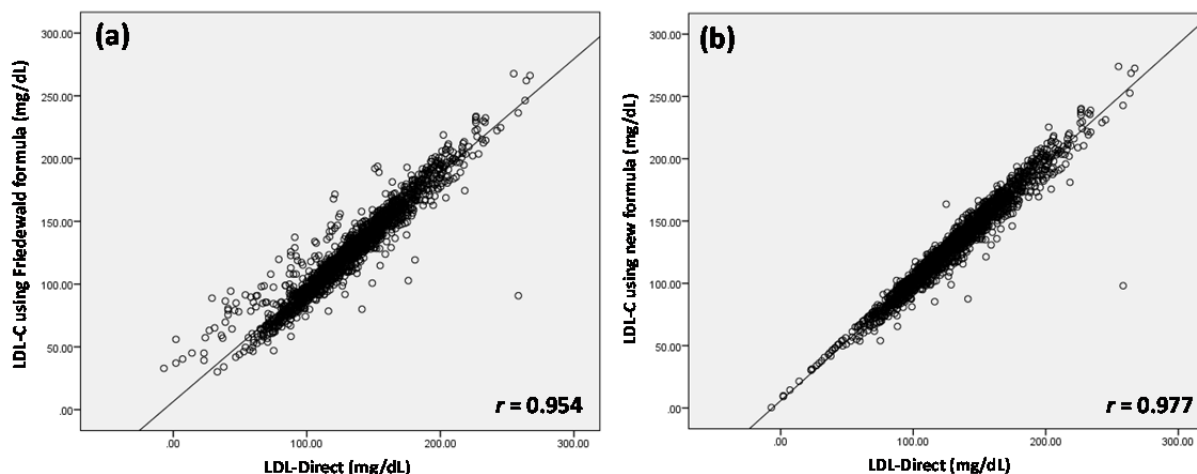 (a)
LDL-C using Friedewald formula (mg/dL)
300.00
250.00
200.00
150.00
100.00
50.00
.00
.00
100.00
200.00
300.00
LDL-Direct (mg/dL)
r = 0.954
(b)
LDL-C using new formula (mg/dL)
300.00
250.00
200.00
150.00
100.00
50.00
.00
.00
100.00
200.00
300.00
LDL-Direct (mg/dL)
r = 0.977